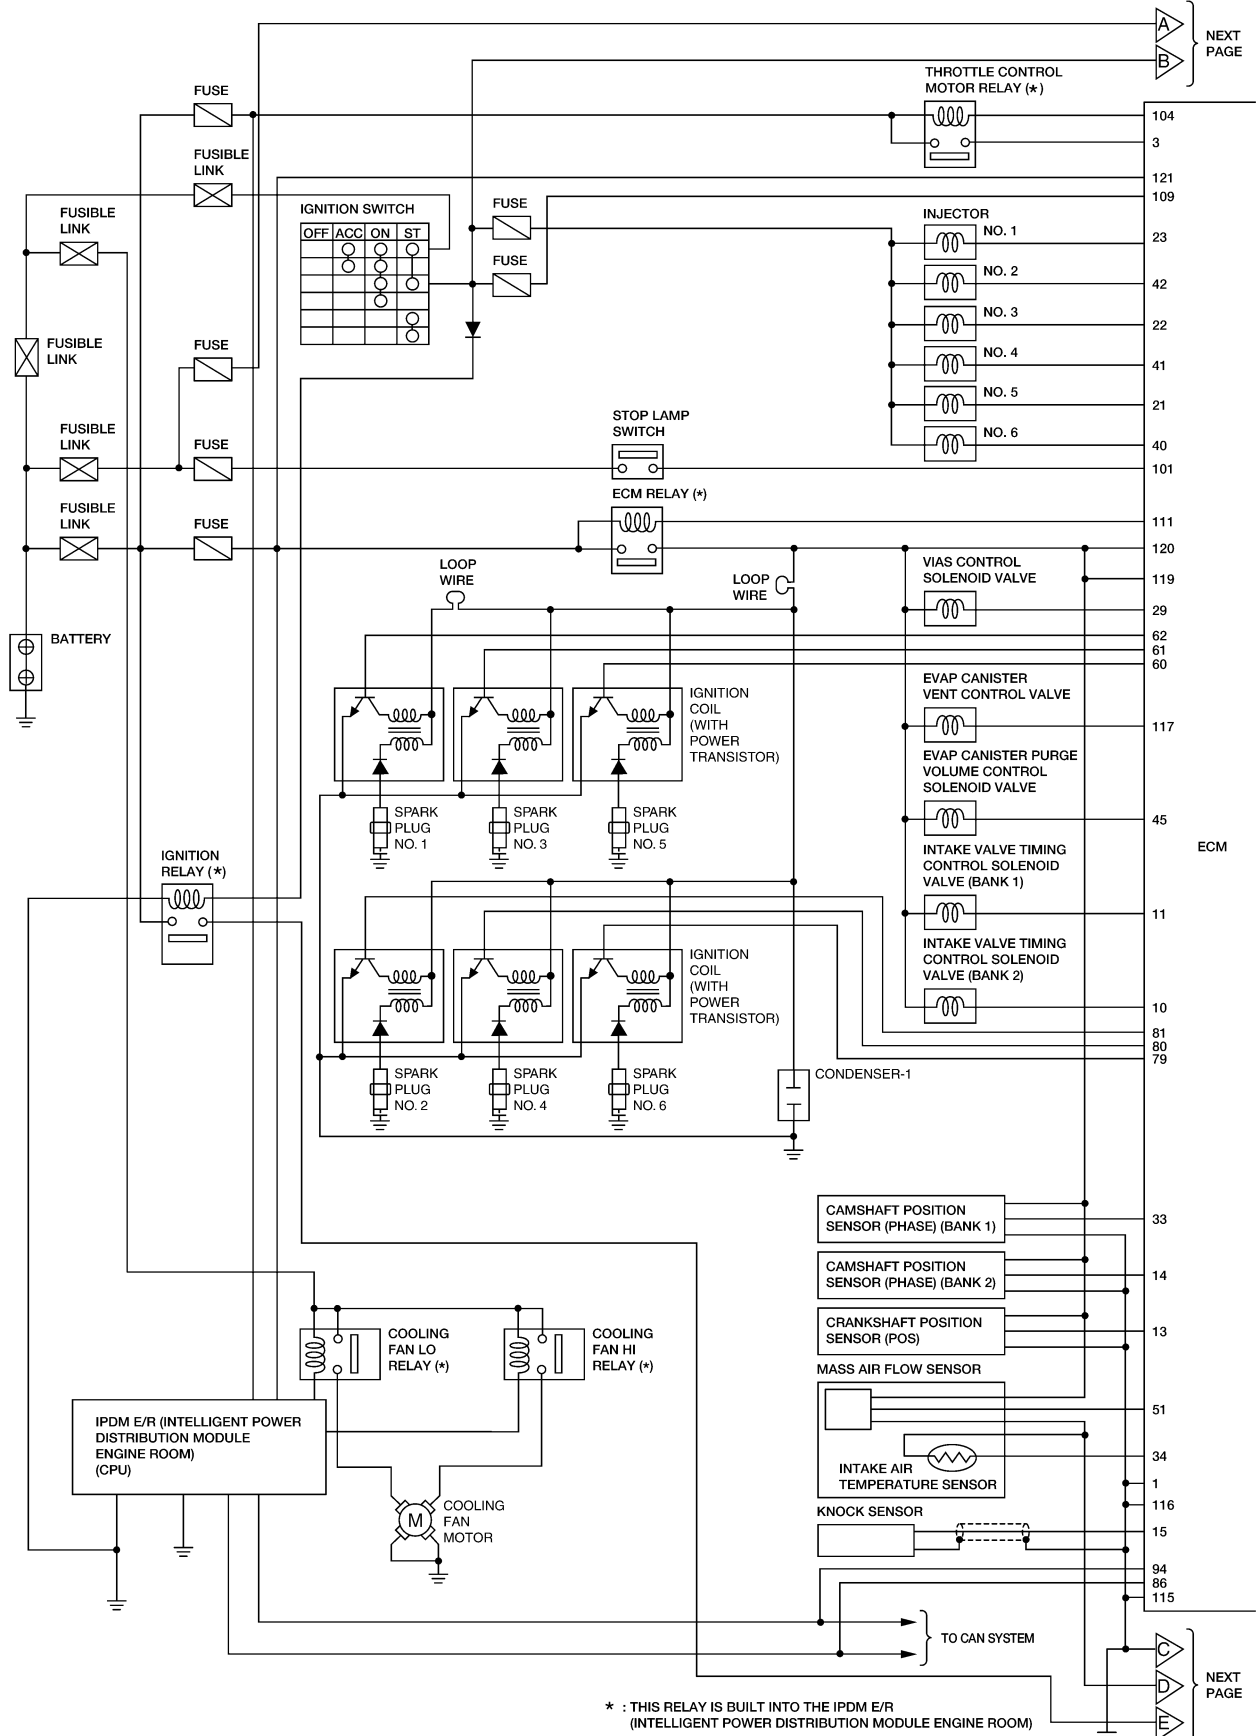 A
NEXT
PAGE
B
THROTTLE CONTROL
MOTOR RELAY (*)
FUSE
104
3
FUSIBLE
LINK
121
109
FUSIBLE
LINK
IGNITION SWITCH
OFF ACC ON ST
FUSE
FUSE
INJECTOR
NO. 1
23
NO. 2
42
NO. 3
22
NO. 4
41
NO. 5
21
NO. 6
40
FUSIBLE
LINK
FUSE
FUSIBLE
LINK
FUSE
STOP LAMP
SWITCH
101
ECM RELAY (*)
FUSIBLE
LINK
FUSE
111
120
LOOP
WIRE
LOOP
WIRE
VIAS CONTROL
SOLENOID VALVE
119
29
BATTERY
62
61
60
IGNITION
COIL
(WITH
POWER
TRANSISTOR)
EVAP CANISTER
VENT CONTROL VALVE
117
EVAP CANISTER PURGE
VOLUME CONTROL
SOLENOID VALVE
45
SPARK
PLUG
NO. 1
SPARK
PLUG
NO. 3
SPARK
PLUG
NO. 5
ECM
IGNITION
RELAY (*)
INTAKE VALVE TIMING
CONTROL SOLENOID
VALVE (BANK 1)
11
IGNITION
COIL
(WITH
POWER
TRANSISTOR)
INTAKE VALVE TIMING
CONTROL SOLENOID
VALVE (BANK 2)
10
81
80
79
SPARK
PLUG
NO. 2
SPARK
PLUG
NO. 4
SPARK
PLUG
NO. 6
CONDENSER-1
CAMSHAFT POSITION
SENSOR (PHASE) (BANK 1)
33
CAMSHAFT POSITION
SENSOR (PHASE) (BANK 2)
14
CRANKSHAFT POSITION
SENSOR (POS)
13
COOLING
FAN LO
RELAY (*)
COOLING
FAN HI
RELAY (*)
MASS AIR FLOW SENSOR
51
34
INTAKE AIR
TEMPERATURE SENSOR
IPDM E/R (INTELLIGENT POWER
DISTRIBUTION MODULE
ENGINE ROOM)
(CPU)
1
116
M
COOLING
FAN
MOTOR
KNOCK SENSOR
15
94
86
115
TO CAN SYSTEM
C
D
E
NEXT
PAGE
* : THIS RELAY IS BUILT INTO THE IPDM E/R
(INTELLIGENT POWER DISTRIBUTION MODULE ENGINE ROOM)